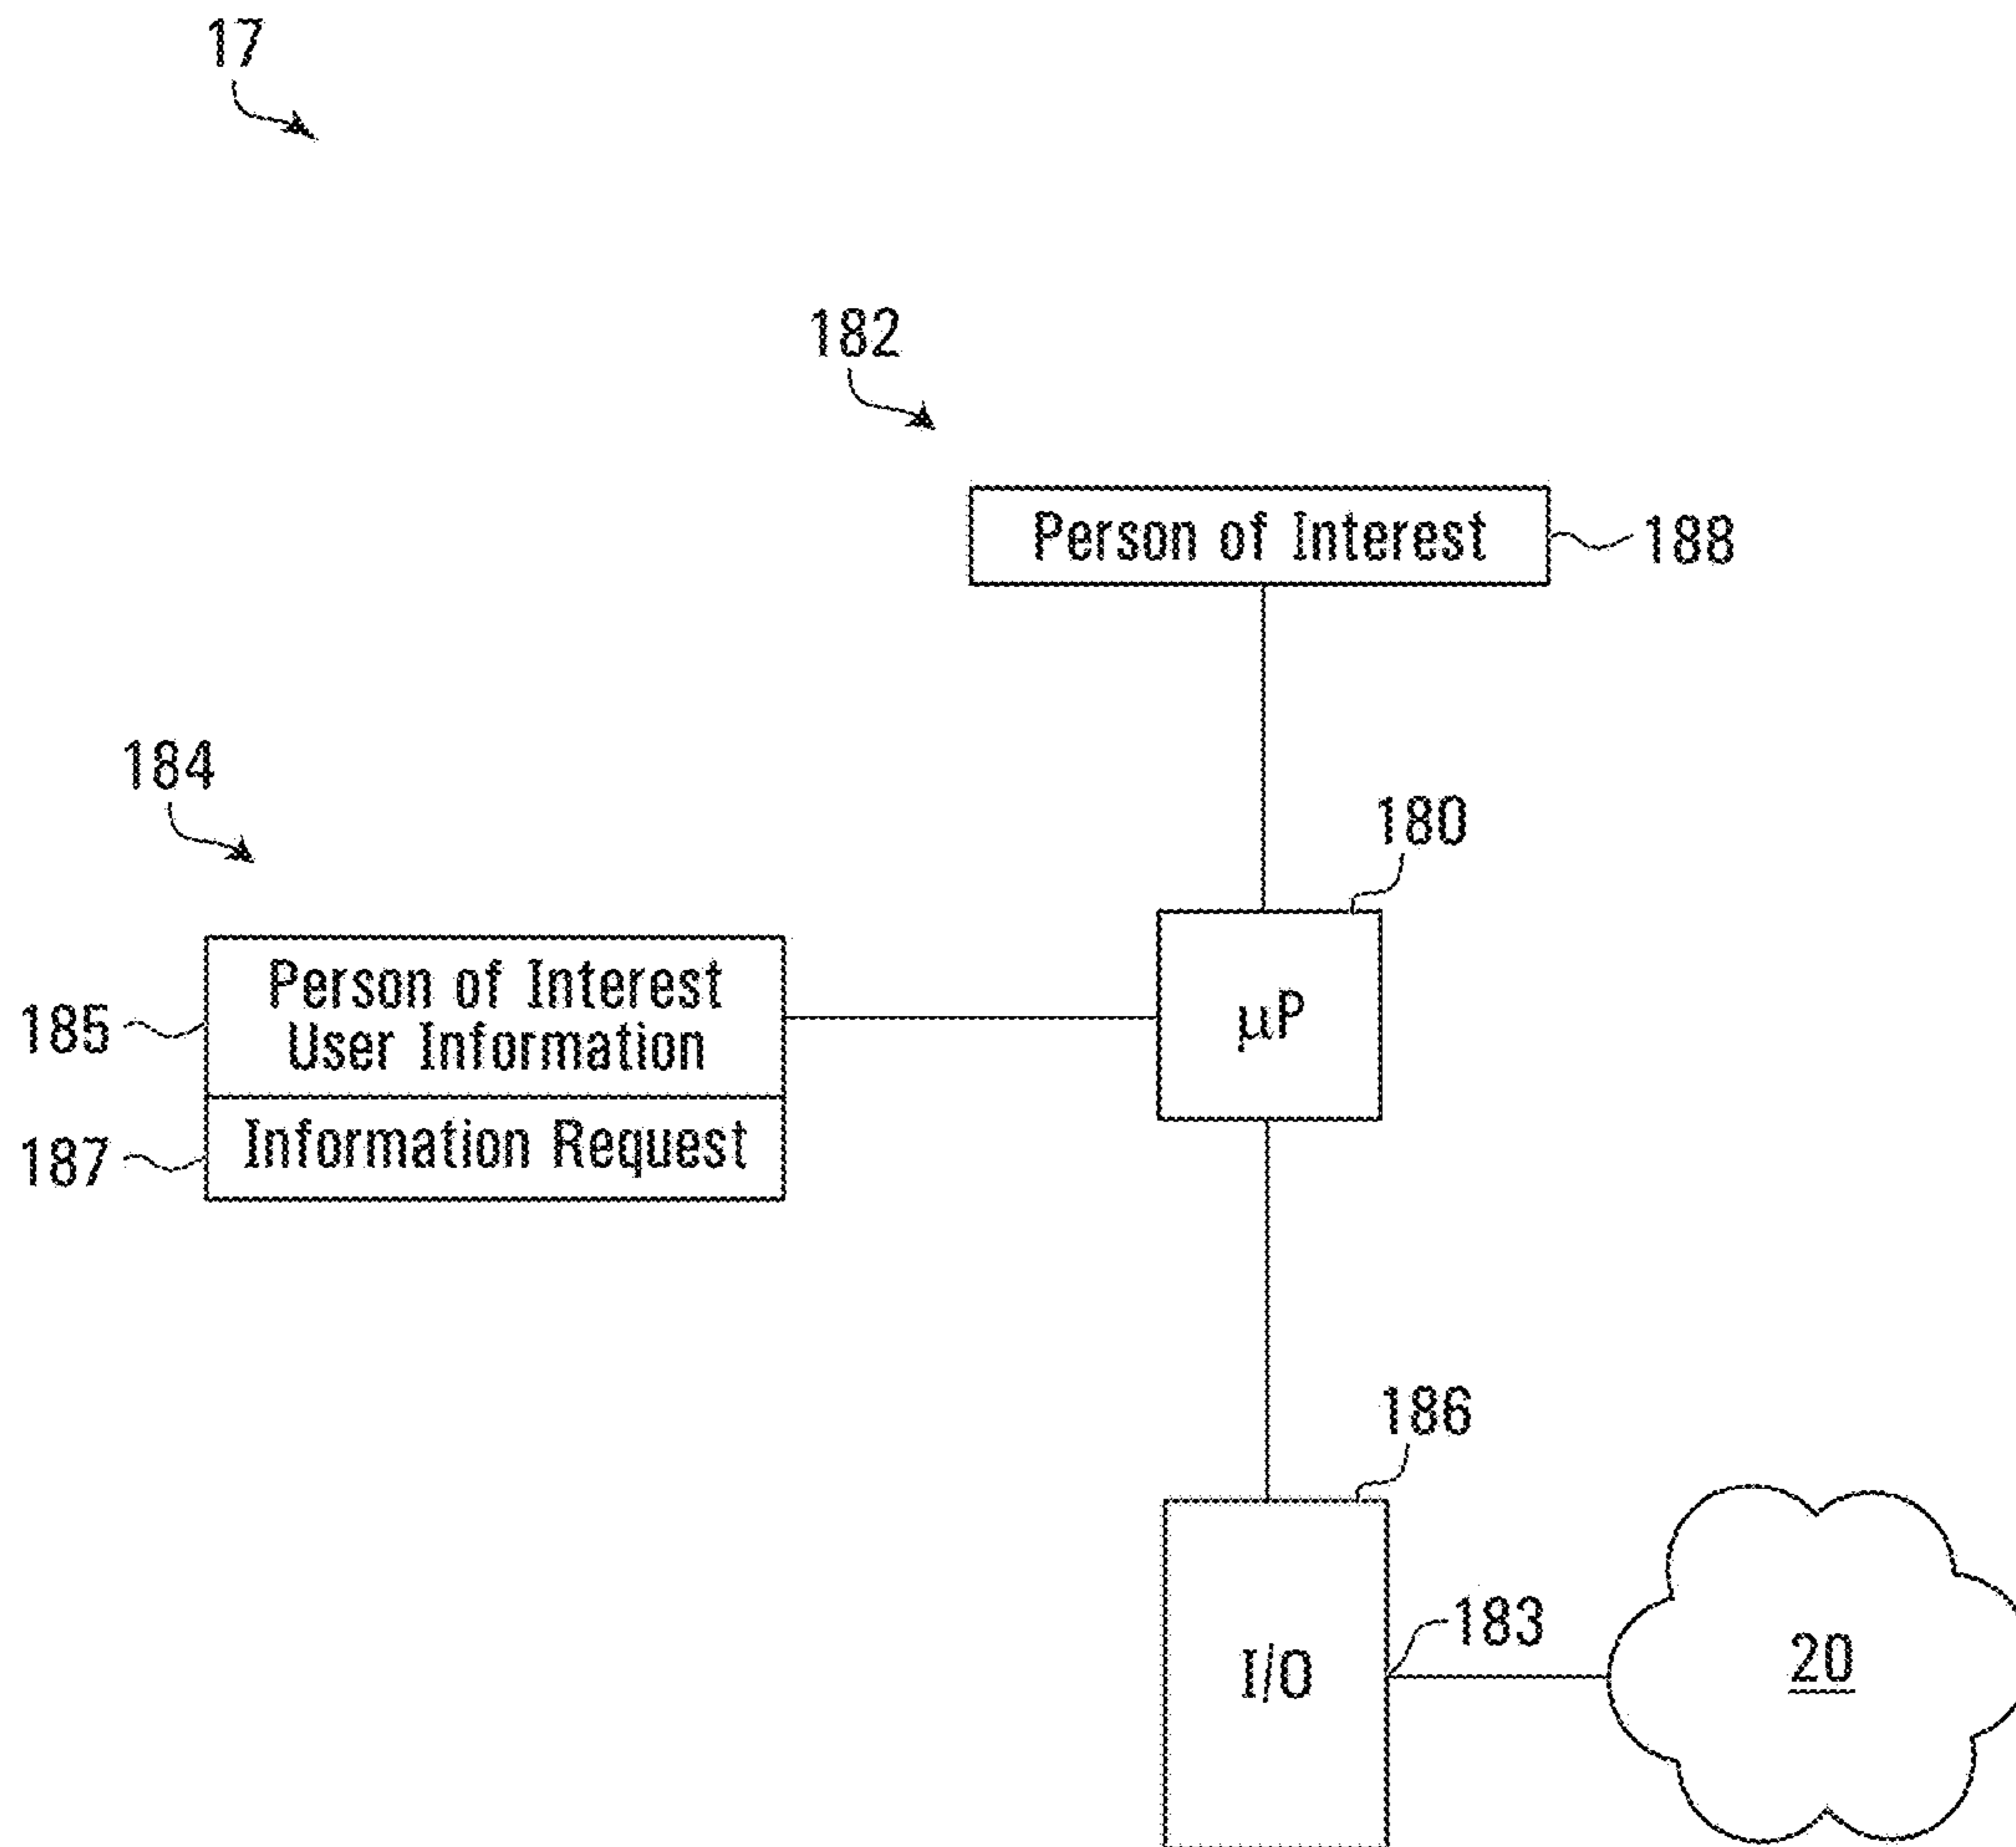 17
182
Person of Interest
188
184
180
185
Person of Interest
User Information
µP
187
Information Request
186
183
I/O
20